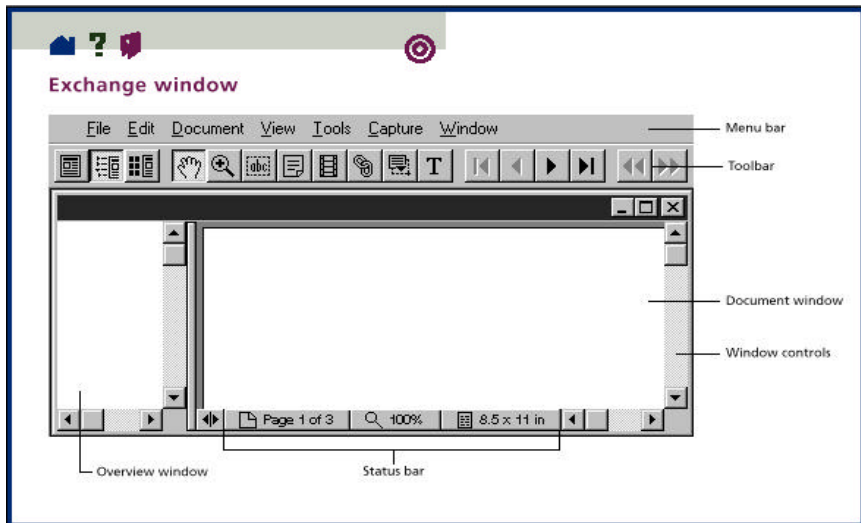 ?
Exchange window
File Edit Document View Tools Capture Window
Menu bar
abc T
Toolbar
Document window
Window controls
Page 1 of 3 100% 8.5 x 11 in
Overview window
Status bar